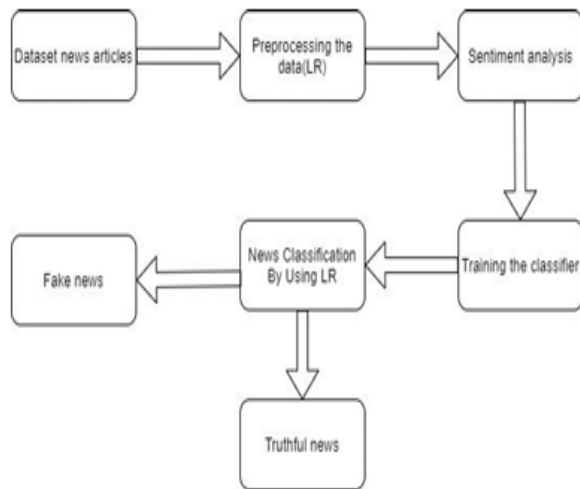 Dataset news articles
Preprocessing the
data(LR)
Sentiment analysis
Training the classifier
News Classification
By Using LR
Fake news
Truthful news